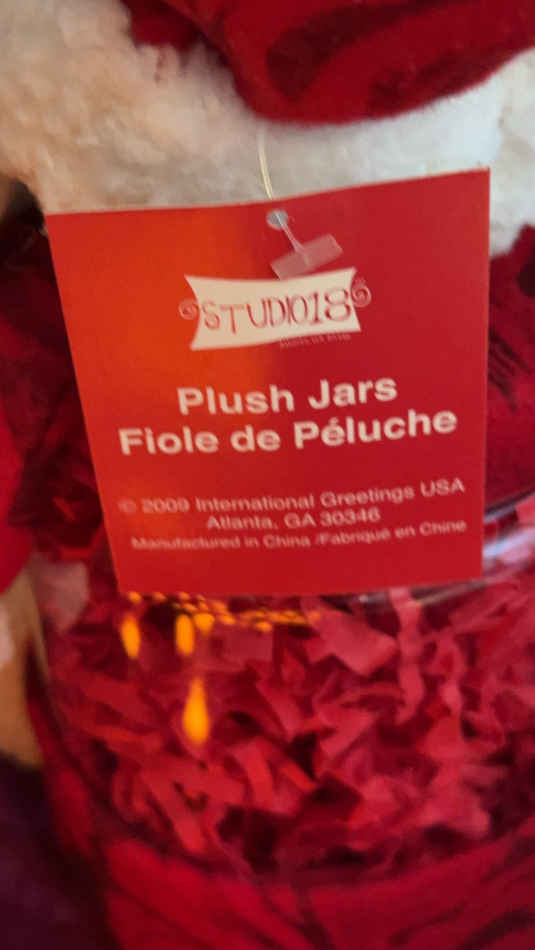 STUDIO18
Plush Jars
Fiole de Péluche
© 2009 International Greetings USA
Atlanta, GA 30346
Manufactured in China /Fabriqué en Chine